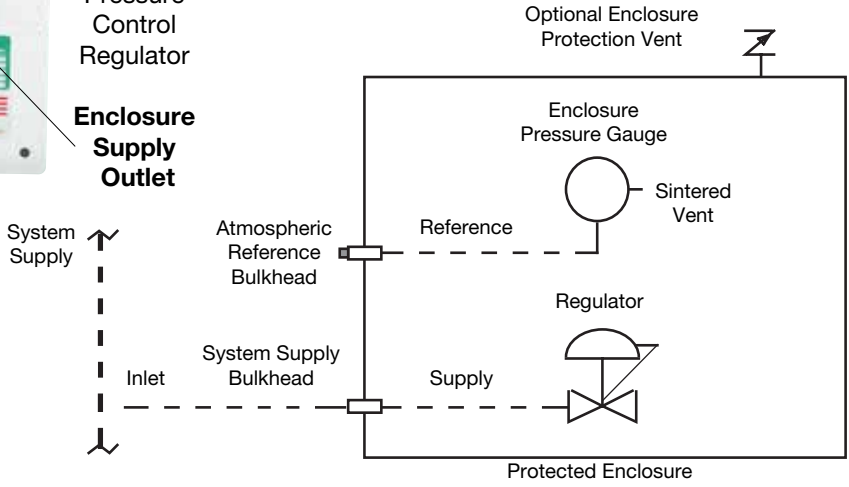 Control
Regulator
Enclosure
Supply
Outlet
Optional Enclosure
Protection Vent
Enclosure
Pressure Gauge
Sintered
Vent
System
Supply
Atmospheric
Reference
Bulkhead
Reference
Regulator
System Supply
Bulkhead
Inlet
Supply
Protected Enclosure